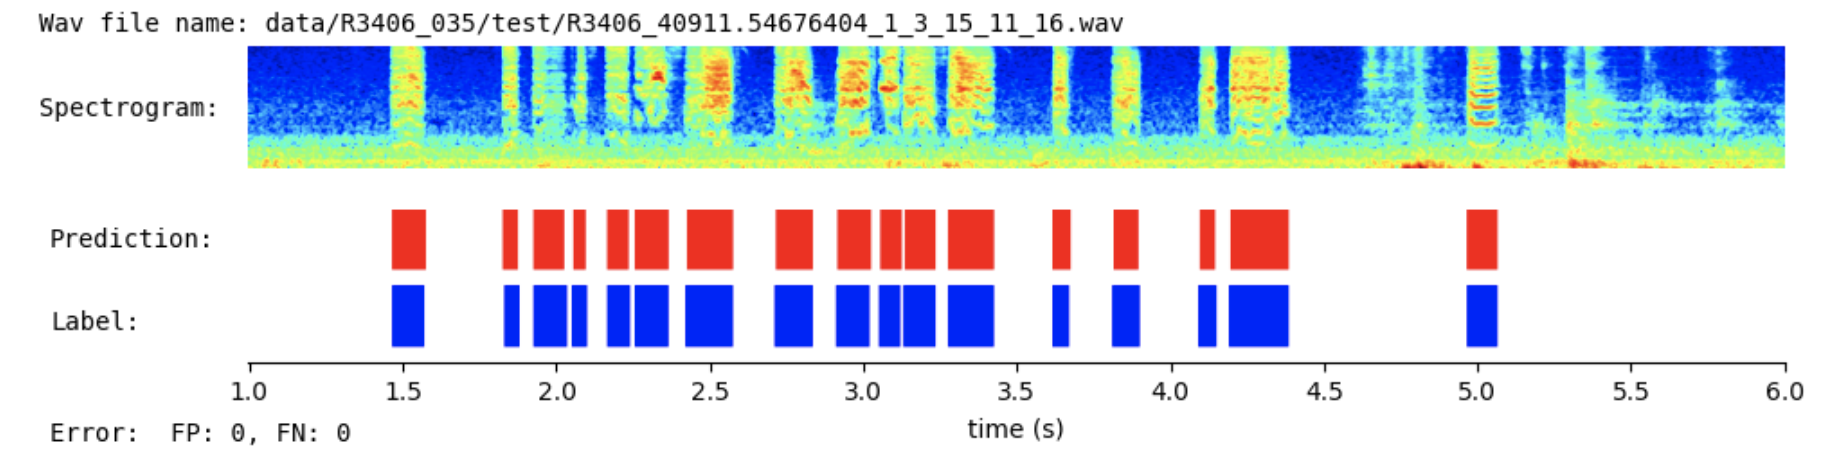 Wav file name: data/R3406_035/test/R3406_40911.54676404_1_3_15_11_16.wav
Spectrogram:
Prediction:
Label:
1.0 1.5 2.0 2.5 3.0 3.5 4.0 4.5 5.0 5.5 6.0
time (s)
Error: FP: 0, FN: 0